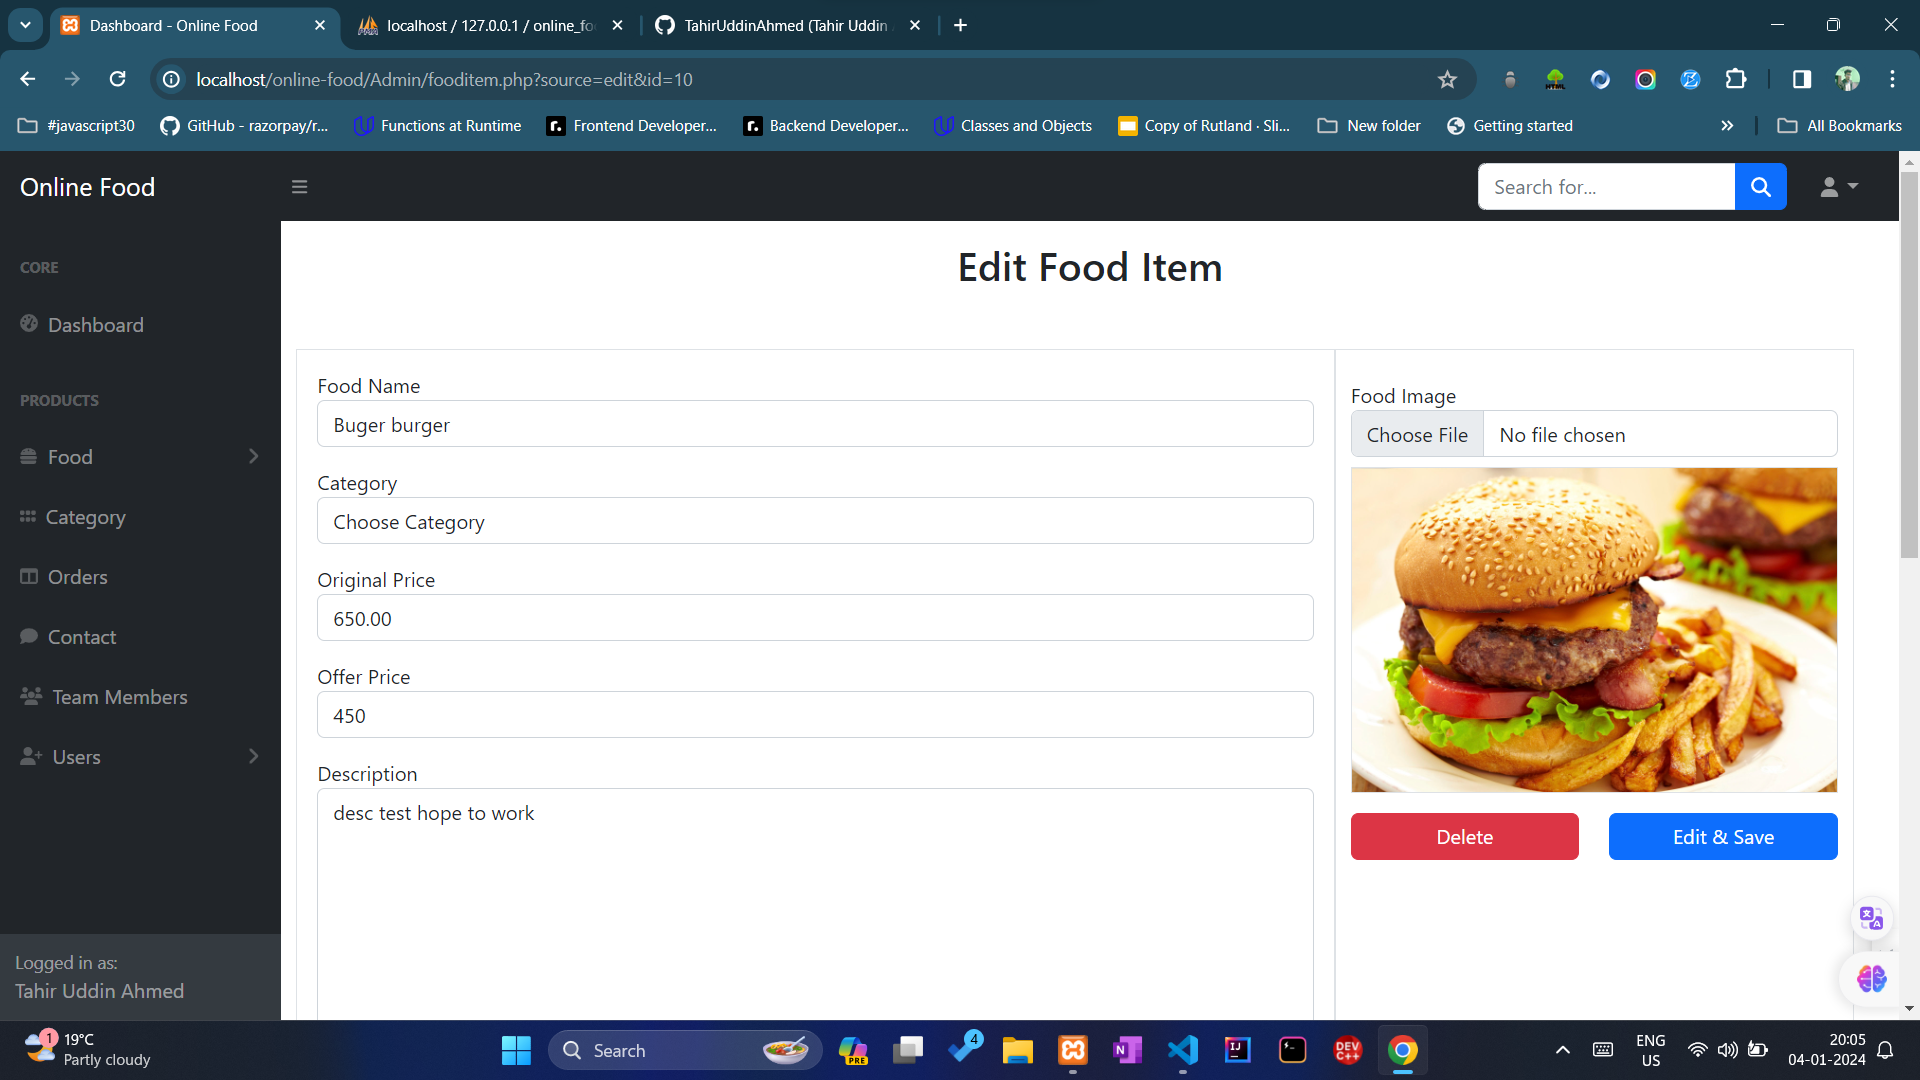 Dashboard - Online Food
localhost / 127.0.0.1 / online_fo
TahirUddinAhmed (Tahir Uddin
localhost/online-food/Admin/fooditem.php?source=edit&id=10
#javascript30
GitHub - razorpay/r...
Functions at Runtime
Frontend Developer...
Backend Developer...
Classes and Objects
Copy of Rutland · Sli...
New folder
Getting started
All Bookmarks
Online Food
Search for...
CORE
Dashboard
PRODUCTS
Food
Category
Orders
Contact
Team Members
Users
Logged in as:
Tahir Uddin Ahmed
Edit Food Item
Food Name
Buger burger
Category
Choose Category
Original Price
650.00
Offer Price
450
Description
desc test hope to work
Food Image
Choose File No file chosen
Delete
Edit & Save
1
19°C
Partly cloudy
Search
PRE
4
N
IJ
DEV
C++
ENG
US
20:05
04-01-2024